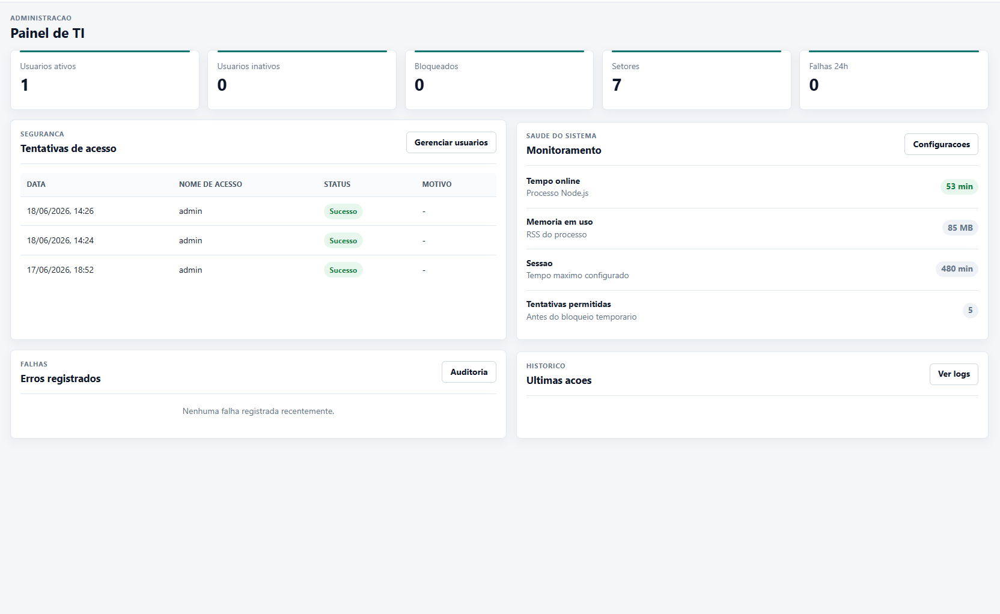 ADMINISTRACAO
Painel de TI
Usuarios ativos
1
Usuarios inativos
0
Bloqueados
0
Setores
7
Falhas 24h
0
SEGURANCA
Tentativas de acesso
Gerenciar usuarios
DATA NOME DE ACESSO STATUS MOTIVO
18/06/2026, 14:26 admin Sucesso -
18/06/2026, 14:24 admin Sucesso -
17/06/2026, 18:52 admin Sucesso -
SAUDE DO SISTEMA
Monitoramento
Configuracoes
Tempo online
Processo Node.js
53 min
Memoria em uso
RSS do processo
85 MB
Sessao
Tempo maximo configurado
480 min
Tentativas permitidas
Antes do bloqueio temporario
5
FALHAS
Erros registrados
Auditoria
Nenhuma falha registrada recentemente.
HISTORICO
Ultimas acoes
Ver logs